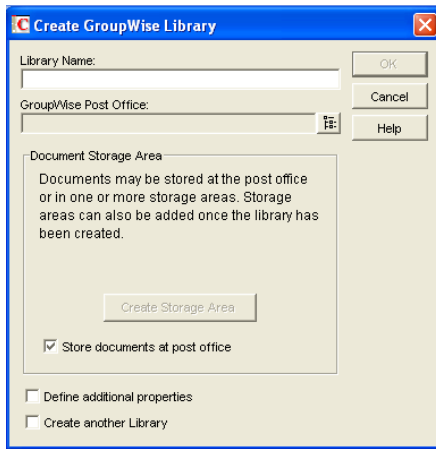 Create GroupWise Library
Library Name:
OK
GroupWise Post Office:
Cancel
Help
Document Storage Area
Documents may be stored at the post office
or in one or more storage areas. Storage
areas can also be added once the library has
been created.
Create Storage Area
Store documents at post office
Define additional properties
Create another Library